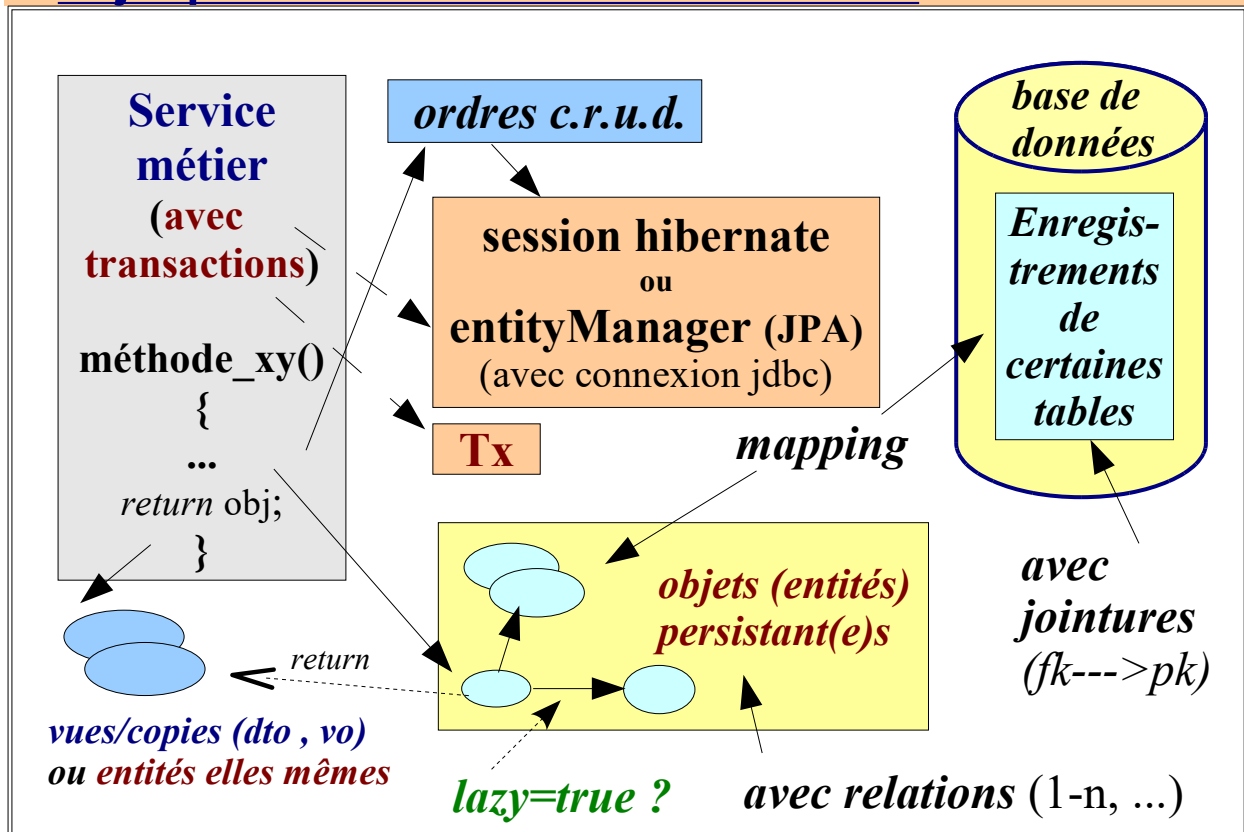 Service
métier
(avec
transactions)
méthode_xy()
{
...
return obj;
}
ordres c.r.u.d.
session hibernate
ou
entityManager (JPA)
(avec connexion jdbc)
Tx
mapping
base de
données
Enregis-
trements
de
certaines
tables
avec
jointures
(fk--->pk)
objets (entités)
persistant(e)s
return
vues/copies (dto , vo)
ou entités elles mêmes
lazy=true ?
avec relations (1-n, ...)